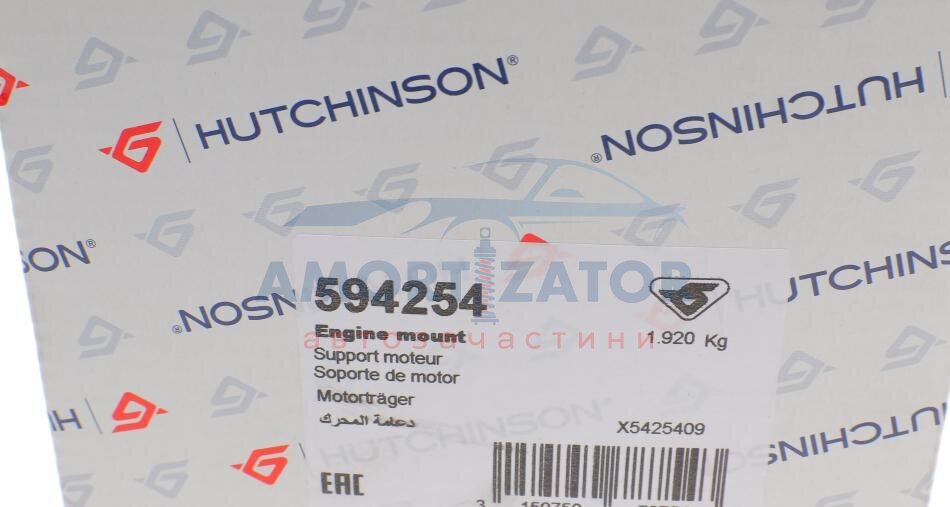 HUTCHINSON®
HUTCHINSON®
SON®
HUTCHINSON
HUTCHINSON
AMORTIZATOR
автозапчастини
594254
Engine mount
1.920 Kg
Support moteur
Soporte de motor
Motorträger
دعامة المحرك
X5425409
EAC
3